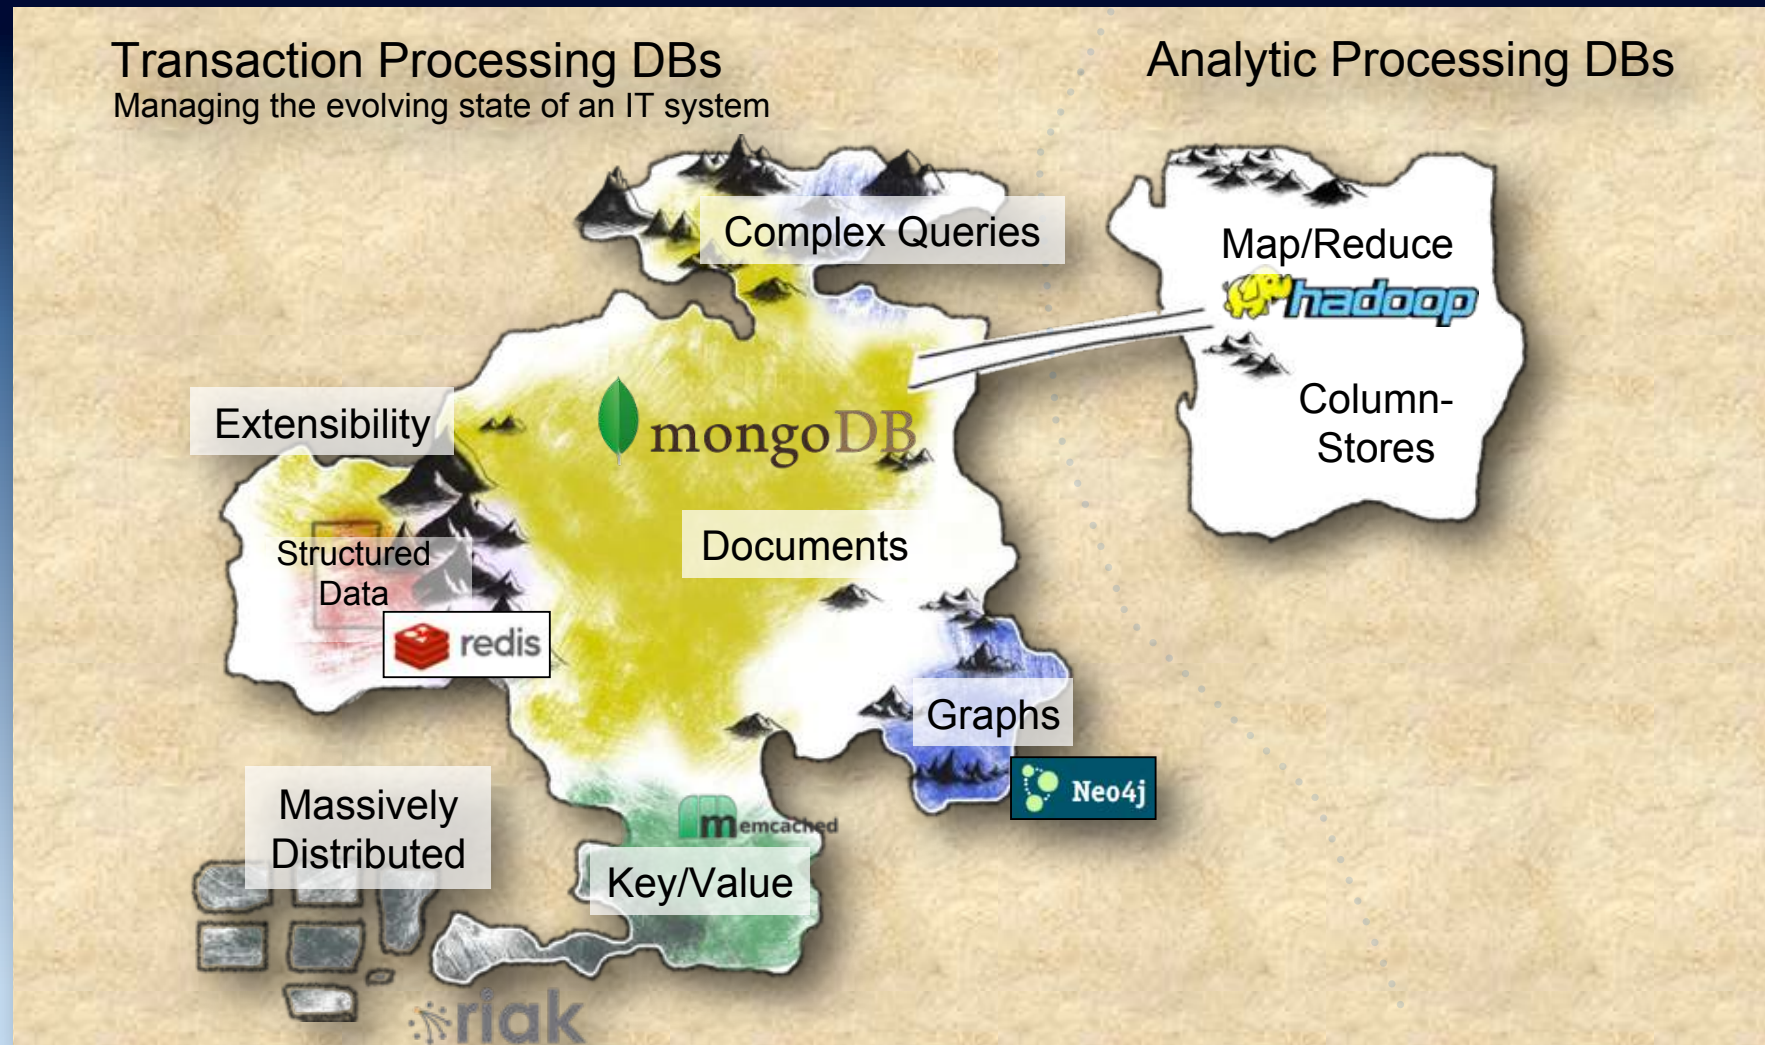 Transaction Processing DBs
Managing the evolving state of an IT system
Analytic Processing DBs
Complex Queries
Map/Reduce
hadoop
Column-
Stores
Extensibility
mongoDB
Documents
Structured
Data
redis
Graphs
Neo4j
Massively
Distributed
memcached
Key/Value
riak